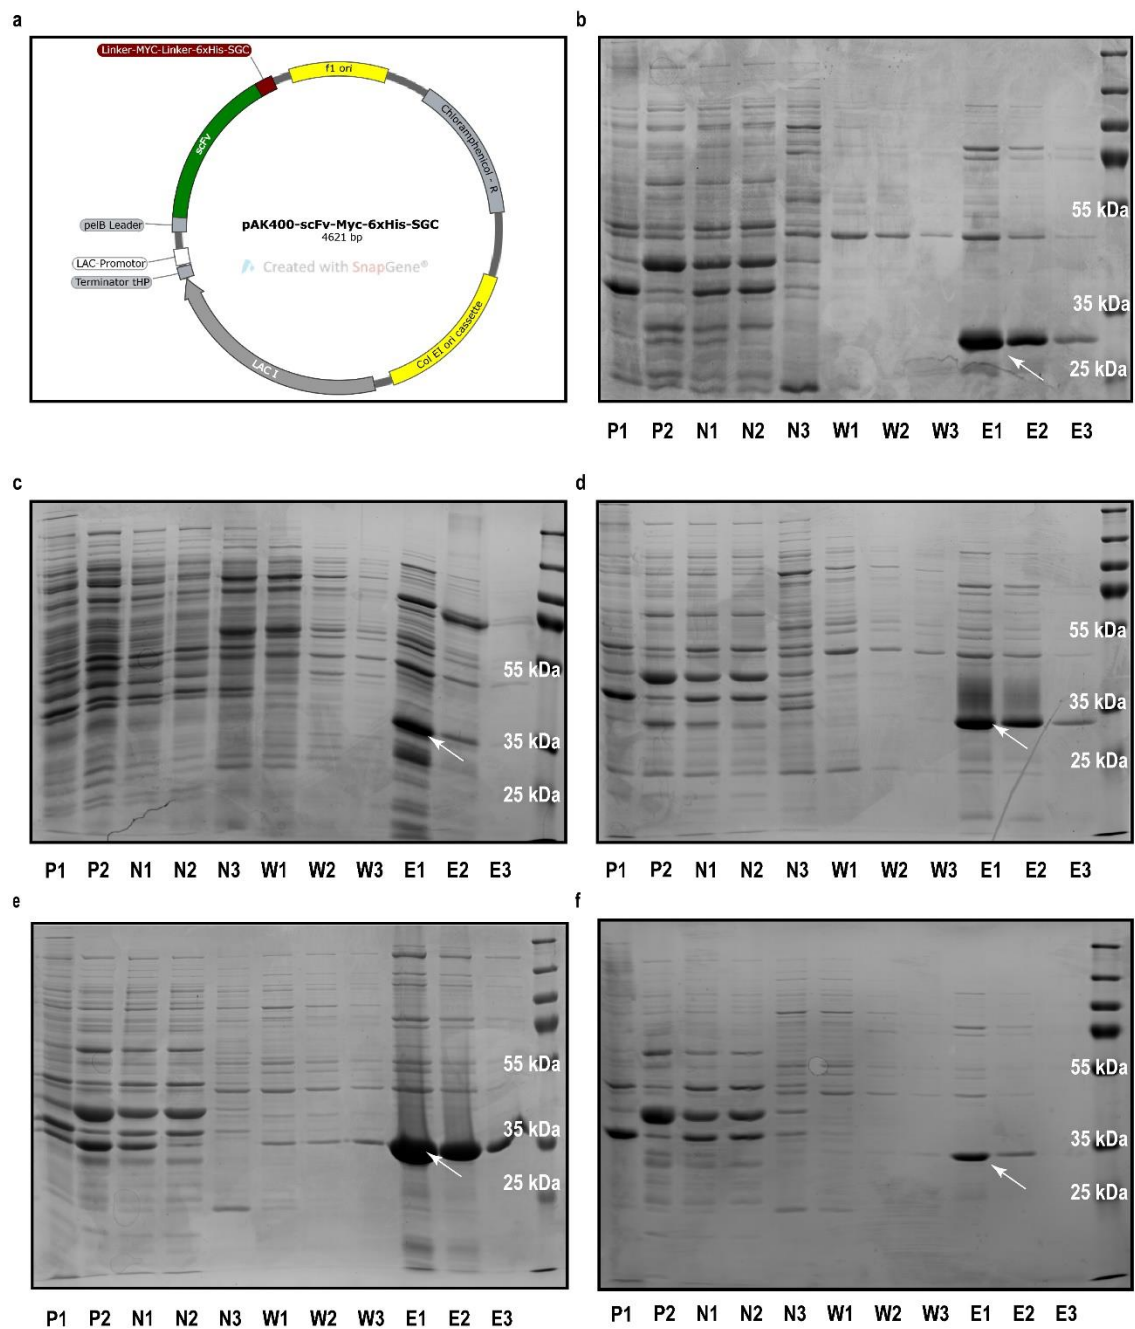 a
Linker-MYC-Linker-6xHis-SGC
f1 ori
Chloramphenicol - R
scFv
pelB Leader
LAC-Promotor
Terminator tHP
pAK400-scFv-Myc-6xHis-SGC
4621 bp
Created with SnapGene®
LAC I
Col EI ori cassette
b
55 kDa
35 kDa
25 kDa
P1 P2 N1 N2 N3 W1 W2 W3 E1 E2 E3
c
55 kDa
35 kDa
25 kDa
P1 P2 N1 N2 N3 W1 W2 W3 E1 E2 E3
d
55 kDa
35 kDa
25 kDa
P1 P2 N1 N2 N3 W1 W2 W3 E1 E2 E3
e
55 kDa
35 kDa
25 kDa
P1 P2 N1 N2 N3 W1 W2 W3 E1 E2 E3
f
55 kDa
35 kDa
25 kDa
P1 P2 N1 N2 N3 W1 W2 W3 E1 E2 E3